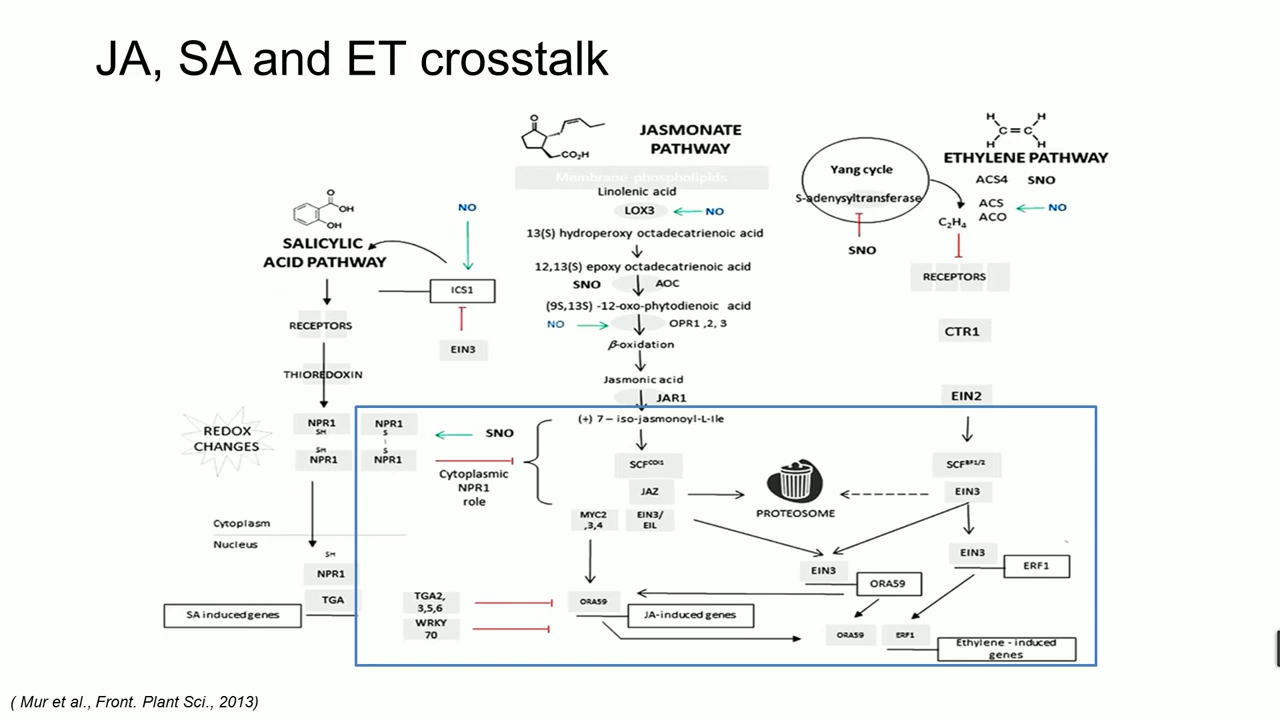 JA, SA and ET crosstalk
O
CO₂H
JASMONATE
PATHWAY
Membrane phospholipids
Linolenic acid
LOX3
NO
13(S) hydroperoxy octadecatrienoic acid
12,13(S) epoxy octadecatrienoic acid
SNO
AOC
(9S,13S) -12-oxo-phytodienoic acid
NO
OPR1 ,2, 3
β-oxidation
Jasmonic acid
JAR1
(+) 7 – iso-jasmonoyl-L-Ile
SCFCOI1
JAZ
MYC2
,3,4
EIN3/
EIL
O
OH
OH
SALICYLIC
ACID PATHWAY
NO
ICS1
EIN3
RECEPTORS
THIOREDOXIN
REDOX
CHANGES
NPR1
SH
SH
NPR1
NPR1
S
S
NPR1
SNO
Cytoplasmic
NPR1
role
Cytoplasm
Nucleus
SH
NPR1
TGA
SA induced genes
TGA2,
3,5,6
WRKY
70
ORA59
JA-induced genes
Yang cycle
S-adenysyltransferase
SNO
H H
C=C
H H
ETHYLENE PATHWAY
ACS4 SNO
ACS
ACO
NO
C₂H₄
RECEPTORS
CTR1
EIN2
SCFBF1/2
EIN3
PROTEOSOME
EIN3
ORA59
EIN3
ERF1
ORA59
ERF1
Ethylene - induced
genes
( Mur et al., Front. Plant Sci., 2013)